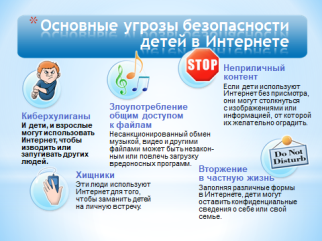 * Основные угрозы безопасности
детей в Интернете
STOP
Неприличный
контент
Если дети используют
Интернет без присмотра,
они могут столкнуться
с изображениями или
информацией, от которой
их желательно оградить.
Киберхулиганы
И дети, и взрослые
могут использовать
Интернет, чтобы
изводить или
запугивать других
людей.
Злоупотребление
общим доступом
к файлам
Несанкционированный обмен
музыкой, видео и другими
файлами может быть незакон-
ным или повлечь загрузку
вредоносных программ.
Do Not
Disturb
Хищники
Эти люди используют
Интернет для того,
чтобы заманить детей
на личную встречу.
Вторжение
в частную жизнь
Заполняя различные формы
в Интернете, дети могут
оставить конфиденциальные
сведения о себе или своей
семье.